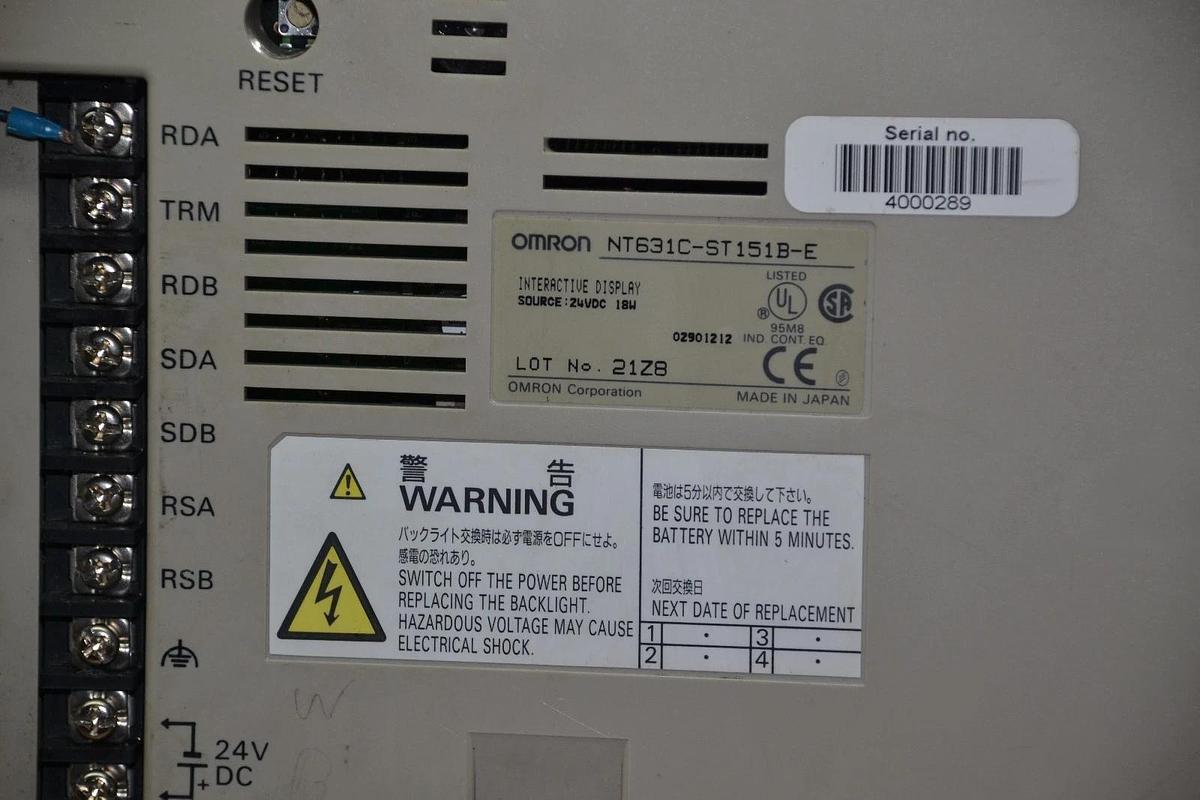 RESET
RDA
TRM
RDB
SDA
SDB
RSA
RSB
24V
DC
+
Serial no.
4000289
OMRON NT631C-ST151B-E
INTERACTIVE DISPLAY
SOURCE:24VDC 18W
LISTED
UL
®
SA
95M8
02901212 IND. CONT. EQ.
CE
LOT No. 21Z8
OMRON Corporation
MADE IN JAPAN
警告
WARNING
バックライト交換時は必ず電源をOFFにせよ。
感電の恐れあり。
SWITCH OFF THE POWER BEFORE
REPLACING THE BACKLIGHT.
HAZARDOUS VOLTAGE MAY CAUSE
ELECTRICAL SHOCK.
電池は5分以内で交換して下さい。
BE SURE TO REPLACE THE
BATTERY WITHIN 5 MINUTES.
次回交換日
NEXT DATE OF REPLACEMENT
1 ・ 3 ・
2 ・ 4 ・
W